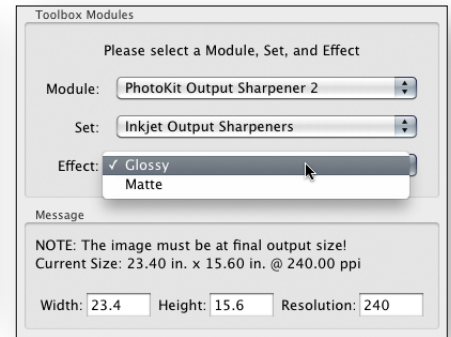 Toolbox Modules
Please select a Module, Set, and Effect
Module: PhotoKit Output Sharpener 2
Set: Inkjet Output Sharpeners
Effect: ✓ Glossy
Matte
Message
NOTE: The image must be at final output size!
Current Size: 23.40 in. x 15.60 in. @ 240.00 ppi
Width: 23.4 Height: 15.6 Resolution: 240